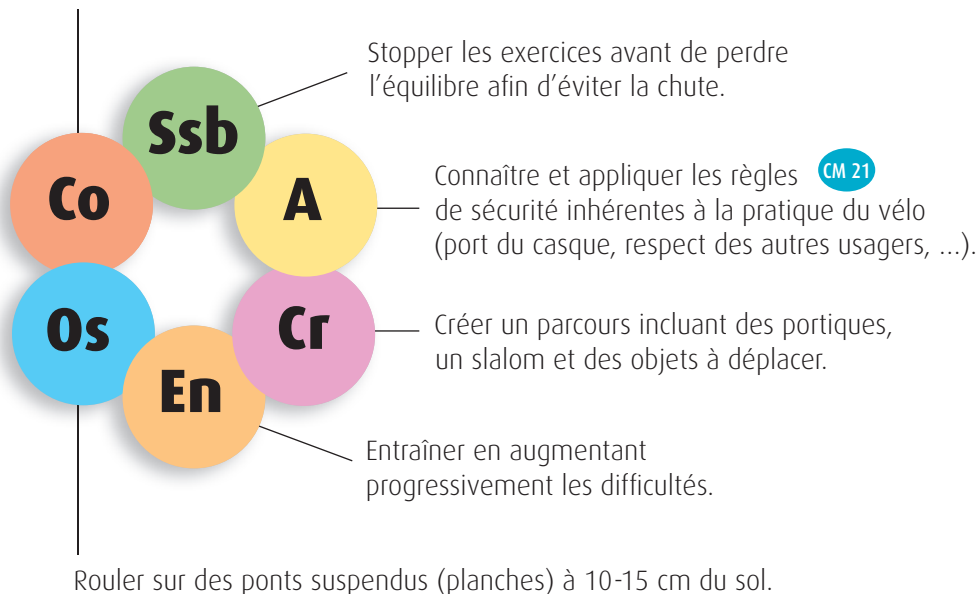 Stopper les exercices avant de perdre
l'équilibre afin d'éviter la chute.
Ssb
Co
A
Connaître et appliquer les règles CM 21
de sécurité inhérentes à la pratique du vélo
(port du casque, respect des autres usagers, ...).
Os
Cr
Créer un parcours incluant des portiques,
un slalom et des objets à déplacer.
En
Entraîner en augmentant
progressivement les difficultés.
Rouler sur des ponts suspendus (planches) à 10-15 cm du sol.